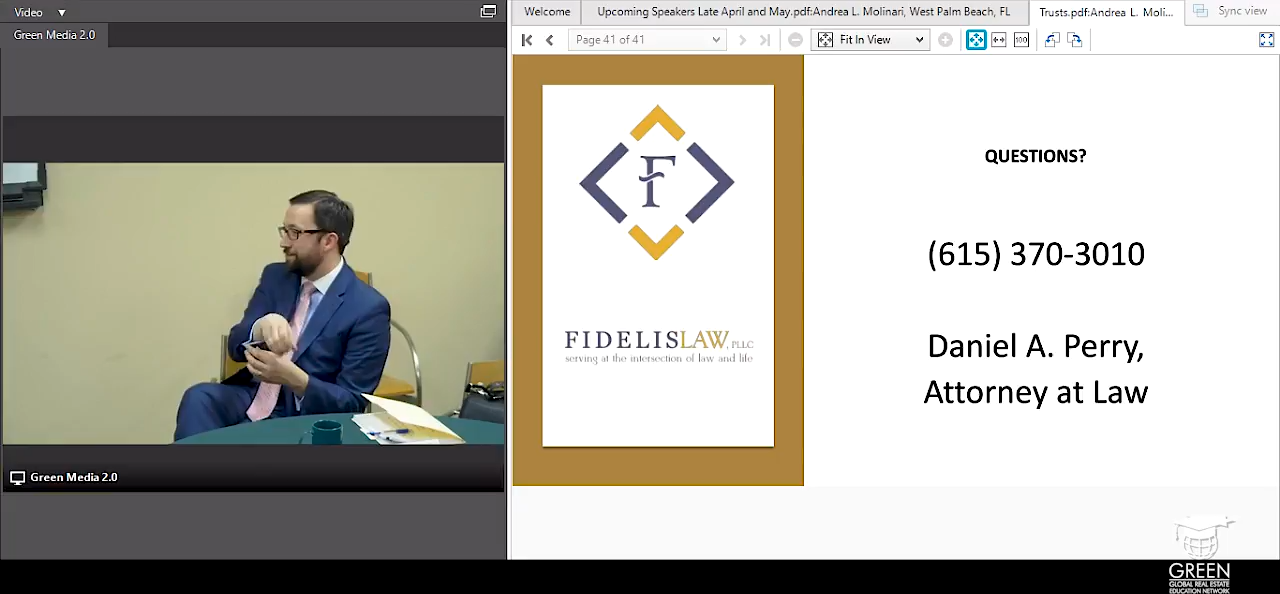 Video
Green Media 2.0
Green Media 2.0
Welcome
Upcoming Speakers Late April and May.pdf:Andrea L. Molinari, West Palm Beach, FL
Trusts.pdf:Andrea L. Moli...
Sync view
Page 41 of 41
Fit In View
100
F
FIDELISLAW, PLLC
serving at the intersection of law and life
QUESTIONS?
(615) 370-3010
Daniel A. Perry,
Attorney at Law
GREEN
GLOBAL REAL ESTATE
EDUCATION NETWORK